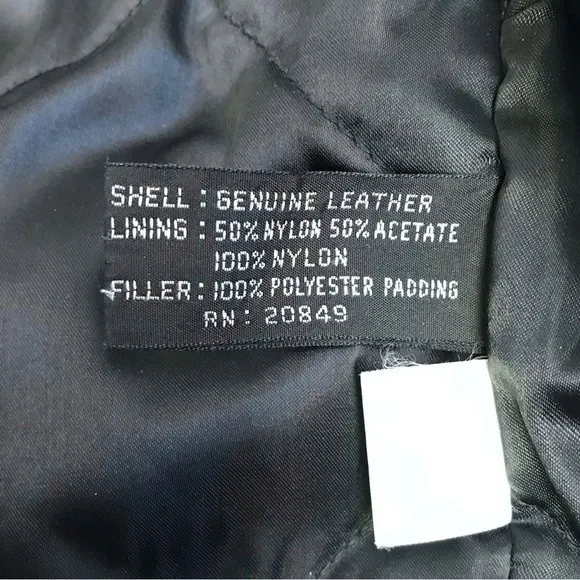 SHELL : GENUINE LEATHER
LINING : 50% NYLON 50% ACETATE
100% NYLON
FILLER : 100% POLYESTER PADDING
RN : 20849